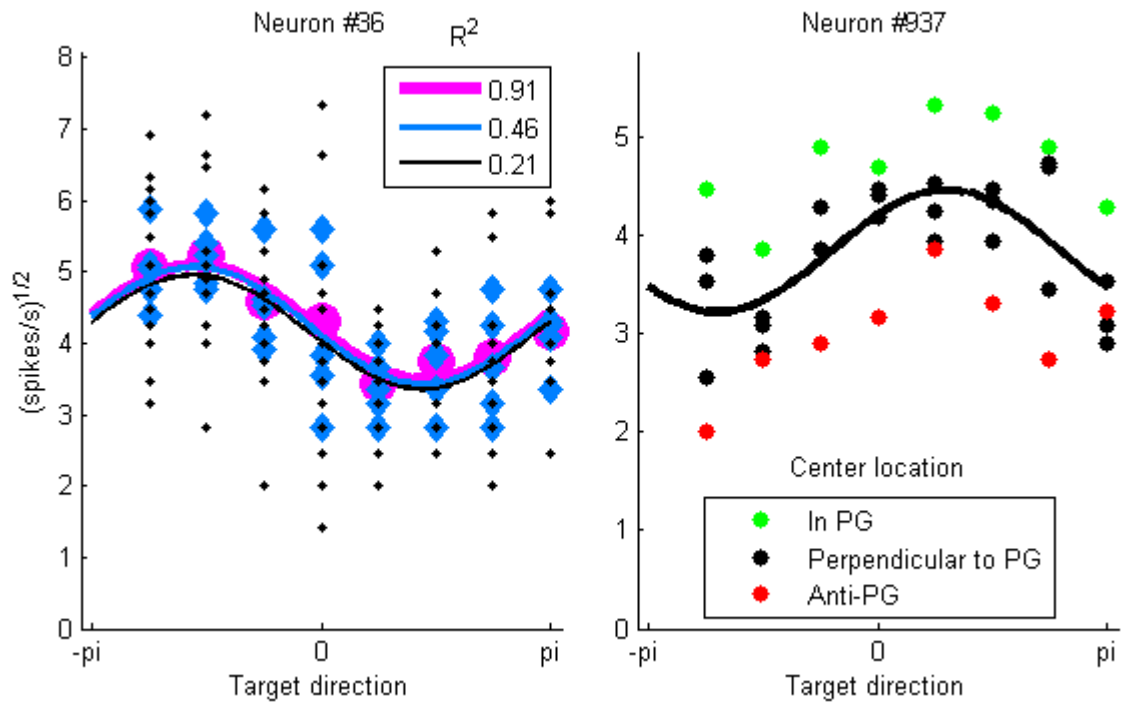 Neuron #36
R2
0.91
0.46
0.21
8
7
6
5
4
3
2
1
0
(spikes/s)1/2
-pi
0
pi
Target direction
Neuron #937
5
4
3
2
1
0
Center location
In PG
Perpendicular to PG
Anti-PG
-pi
0
pi
Target direction